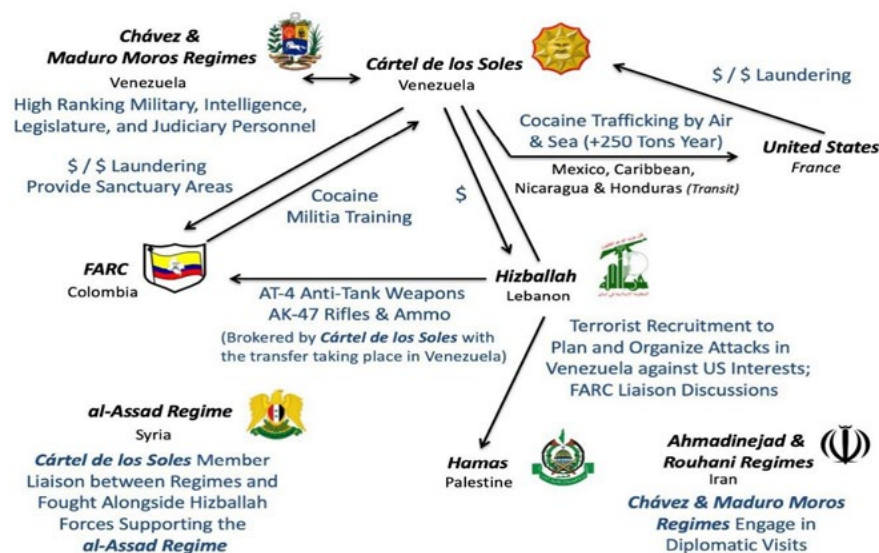 Chávez &
Maduro Moros Regimes
Venezuela
High Ranking Military, Intelligence,
Legislature, and Judiciary Personnel
Cártel de los Soles
Venezuela
$ / $ Laundering
Cocaine Trafficking by Air
& Sea (+250 Tons Year)
Mexico, Caribbean,
Nicaragua & Honduras (Transit)
United States
France
$ / $ Laundering
Provide Sanctuary Areas
Cocaine
Militia Training
$
FARC
Colombia
Hizballah
Lebanon
AT-4 Anti-Tank Weapons
AK-47 Rifles & Ammo
(Brokered by Cártel de los Soles with
the transfer taking place in Venezuela)
Terrorist Recruitment to
Plan and Organize Attacks in
Venezuela against US Interests;
FARC Liaison Discussions
al-Assad Regime
Syria
Cártel de los Soles Member
Liaison between Regimes and
Fought Alongside Hizballah
Forces Supporting the
al-Assad Regime
Hamas
Palestine
Ahmadinejad &
Rouhani Regimes
Iran
Chávez & Maduro Moros
Regimes Engage in
Diplomatic Visits